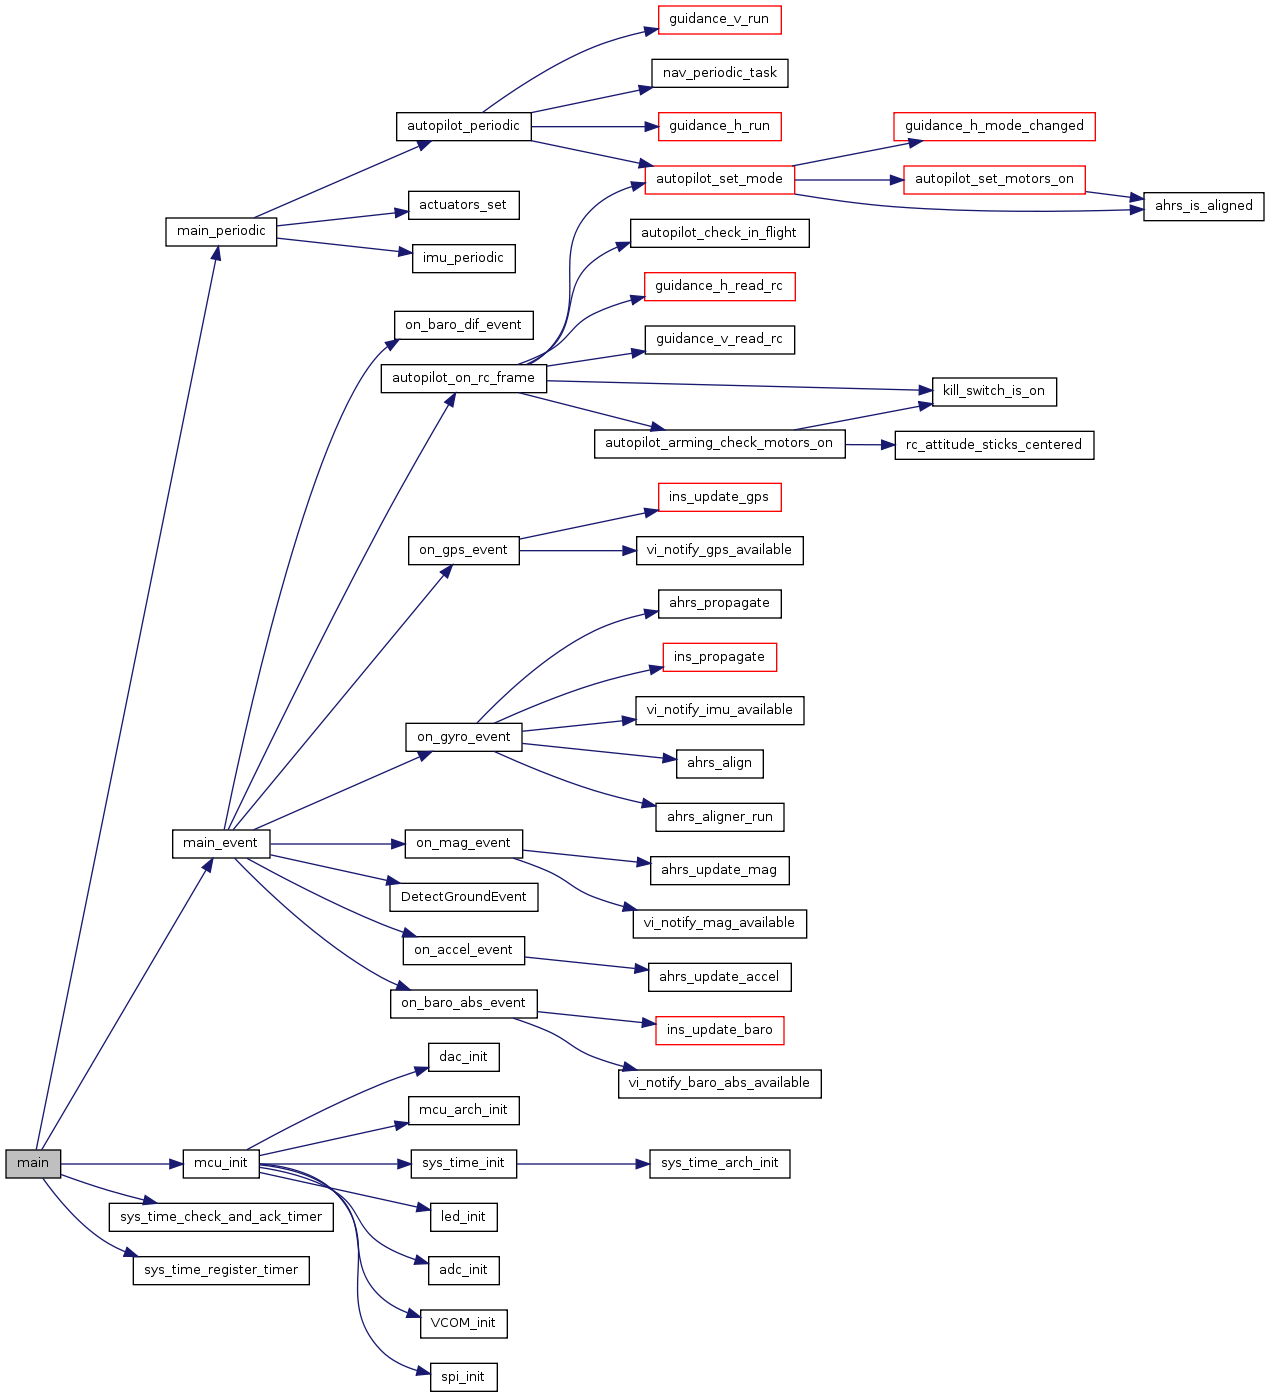 guidance_v_run
nav_periodic_task
autopilot_periodic
guidance_h_run
guidance_h_mode_changed
autopilot_set_mode
autopilot_set_motors_on
actuators_set
ahrs_is_aligned
main_periodic
autopilot_check_in_flight
imu_periodic
guidance_h_read_rc
on_baro_dif_event
guidance_v_read_rc
autopilot_on_rc_frame
kill_switch_is_on
autopilot_arming_check_motors_on
rc_attitude_sticks_centered
ins_update_gps
on_gps_event
vi_notify_gps_available
ahrs_propagate
ins_propagate
vi_notify_imu_available
on_gyro_event
ahrs_align
ahrs_aligner_run
main_event
on_mag_event
ahrs_update_mag
DetectGroundEvent
vi_notify_mag_available
on_accel_event
ahrs_update_accel
on_baro_abs_event
ins_update_baro
dac_init
vi_notify_baro_abs_available
mcu_arch_init
main
mcu_init
sys_time_init
sys_time_arch_init
sys_time_check_and_ack_timer
led_init
sys_time_register_timer
adc_init
VCOM_init
spi_init